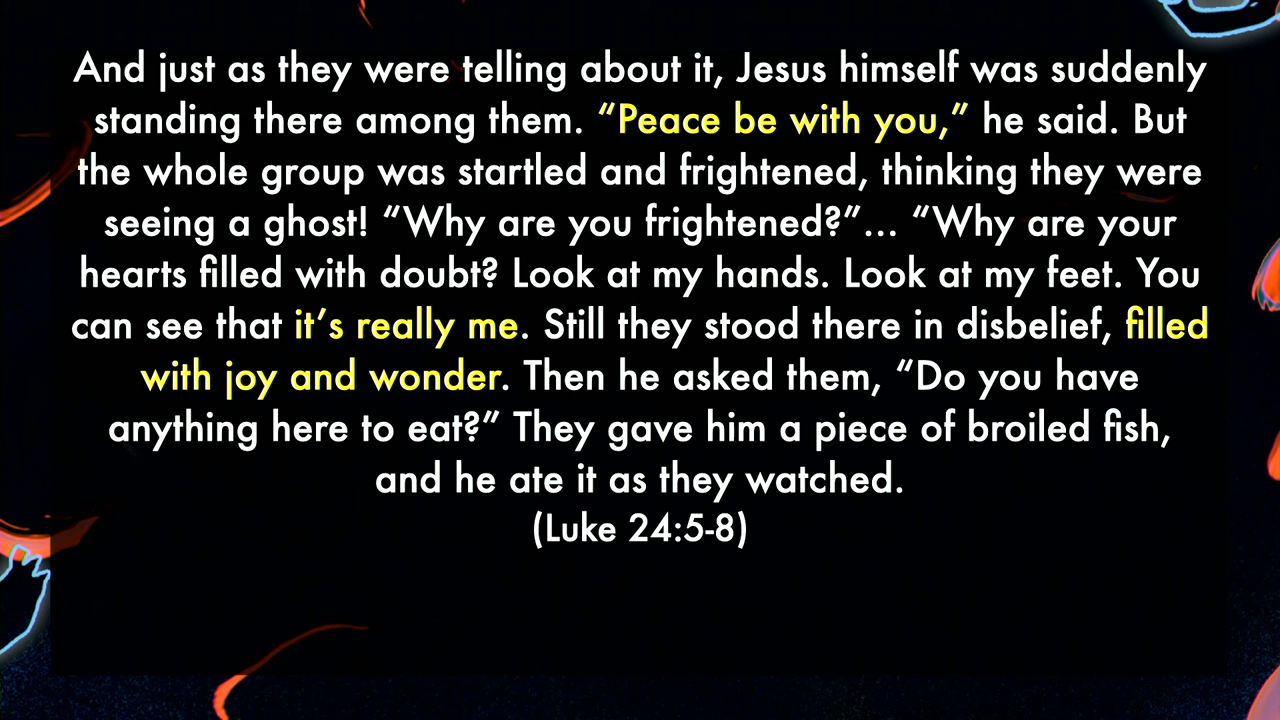 And just as they were telling about it, Jesus himself was suddenly
standing there among them. “Peace be with you,” he said. But
the whole group was startled and frightened, thinking they were
seeing a ghost! “Why are you frightened?”... “Why are your
hearts filled with doubt? Look at my hands. Look at my feet. You
can see that it’s really me. Still they stood there in disbelief, filled
with joy and wonder. Then he asked them, “Do you have
anything here to eat?” They gave him a piece of broiled fish,
and he ate it as they watched.
(Luke 24:5-8)